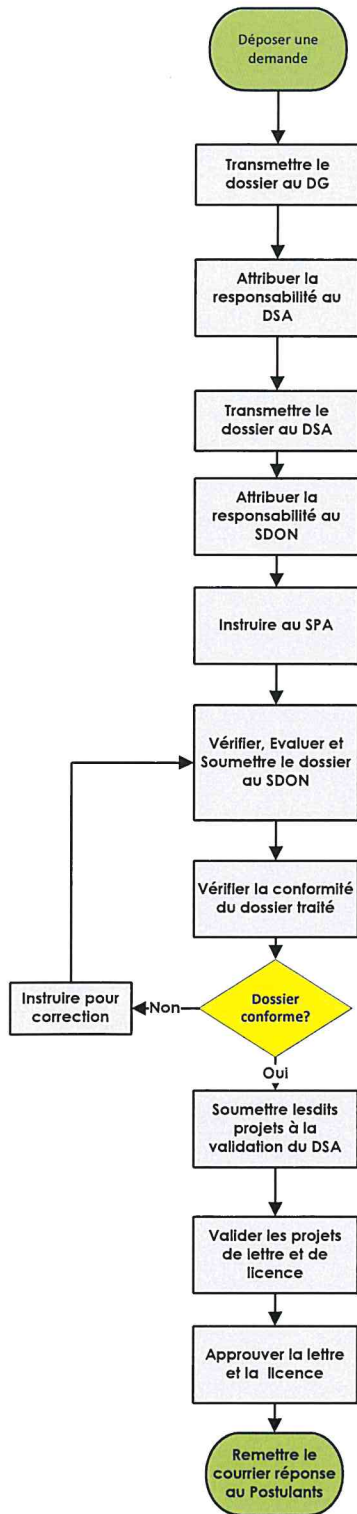 Déposer une
demande
Transmettre le
dossier au DG
Attribuer la
responsabilité au
DSA
Transmettre le
dossier au DSA
Attribuer la
responsabilité au
SDON
Instruire au SPA
Vérifier, Evaluer et
Soumettre le dossier
au SDON
Vérifier la conformité
du dossier traité
Dossier
conforme?
Non
Instruire pour
correction
Oui
Soumettre lesdits
projets à la
validation du DSA
Valider les projets
de lettre et de
licence
Approuver la lettre
et la licence
Remettre le
courrier réponse
au Postulants